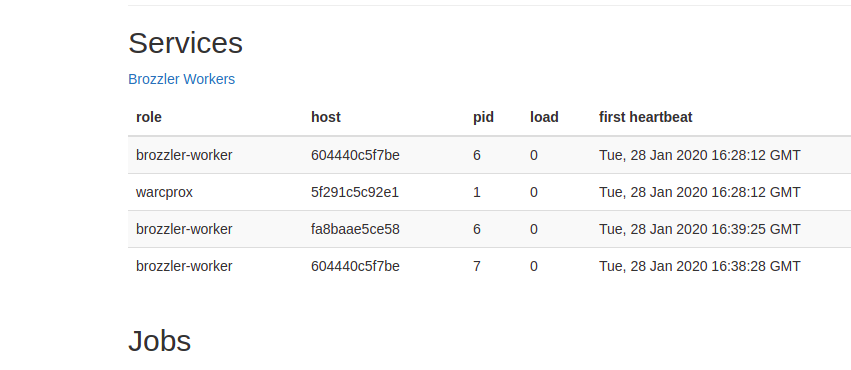 Services
Brozzler Workers
role host pid load first heartbeat
brozzler-worker 604440c5f7be 6 0 Tue, 28 Jan 2020 16:28:12 GMT
warcprox 5f291c5c92e1 1 0 Tue, 28 Jan 2020 16:28:12 GMT
brozzler-worker fa8baae5ce58 6 0 Tue, 28 Jan 2020 16:39:25 GMT
brozzler-worker 604440c5f7be 7 0 Tue, 28 Jan 2020 16:38:28 GMT
Jobs